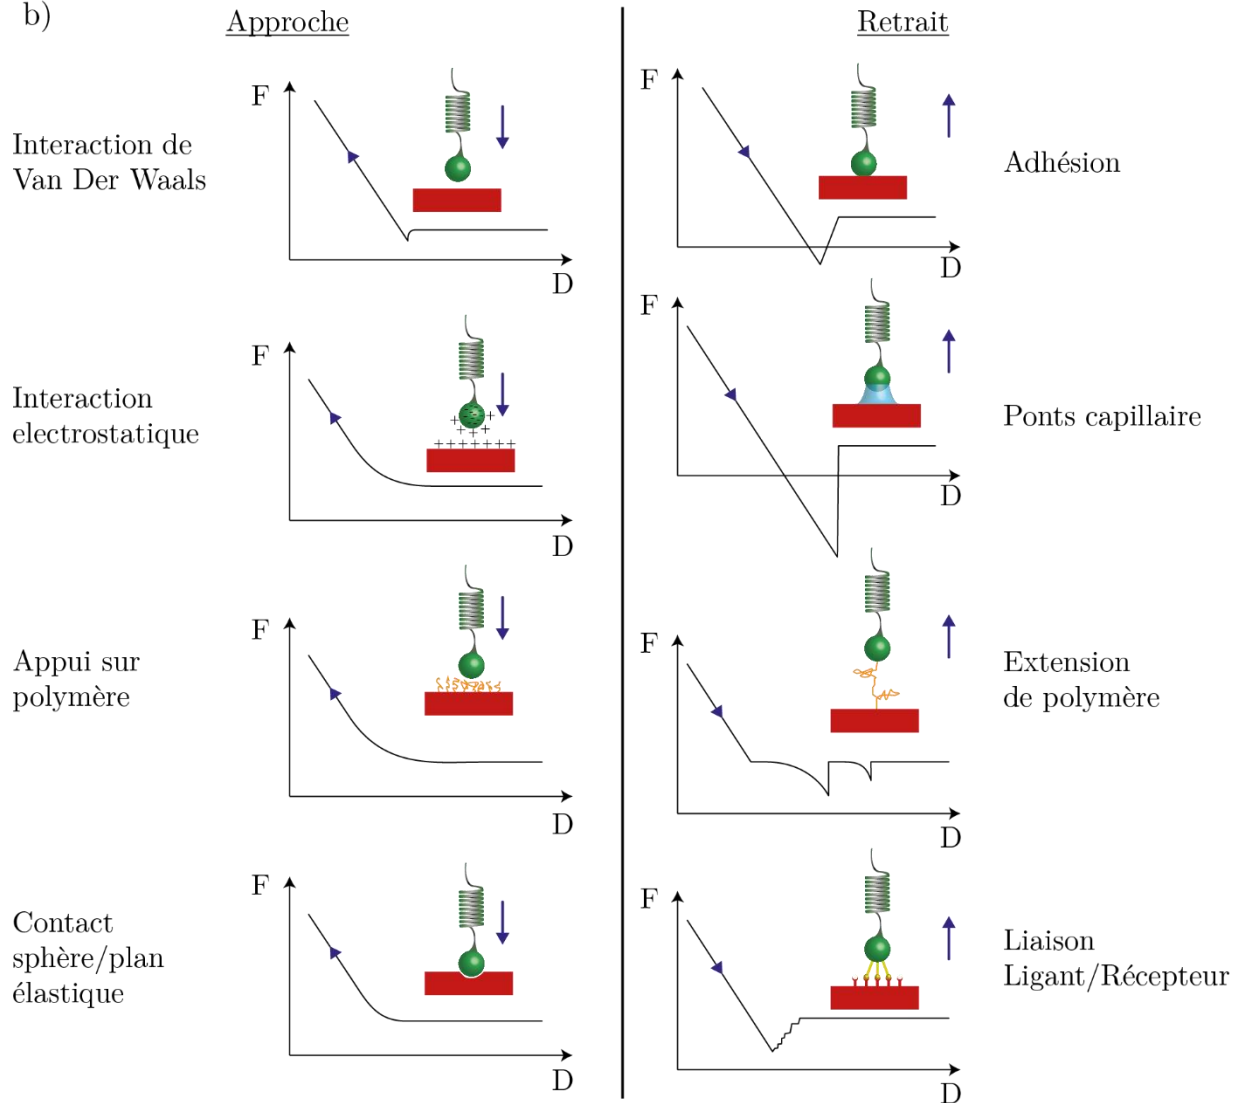 b)
Approche
Retrait
Interaction de
Van Der Waals
F
D
F
D
Adhésion
Interaction
electrostatique
F
D
F
D
Ponts capillaire
Appui sur
polymère
F
D
F
D
Extension
de polymère
Contact
sphère/plan
élastique
F
D
F
D
Liaison
Ligant/Récepteur